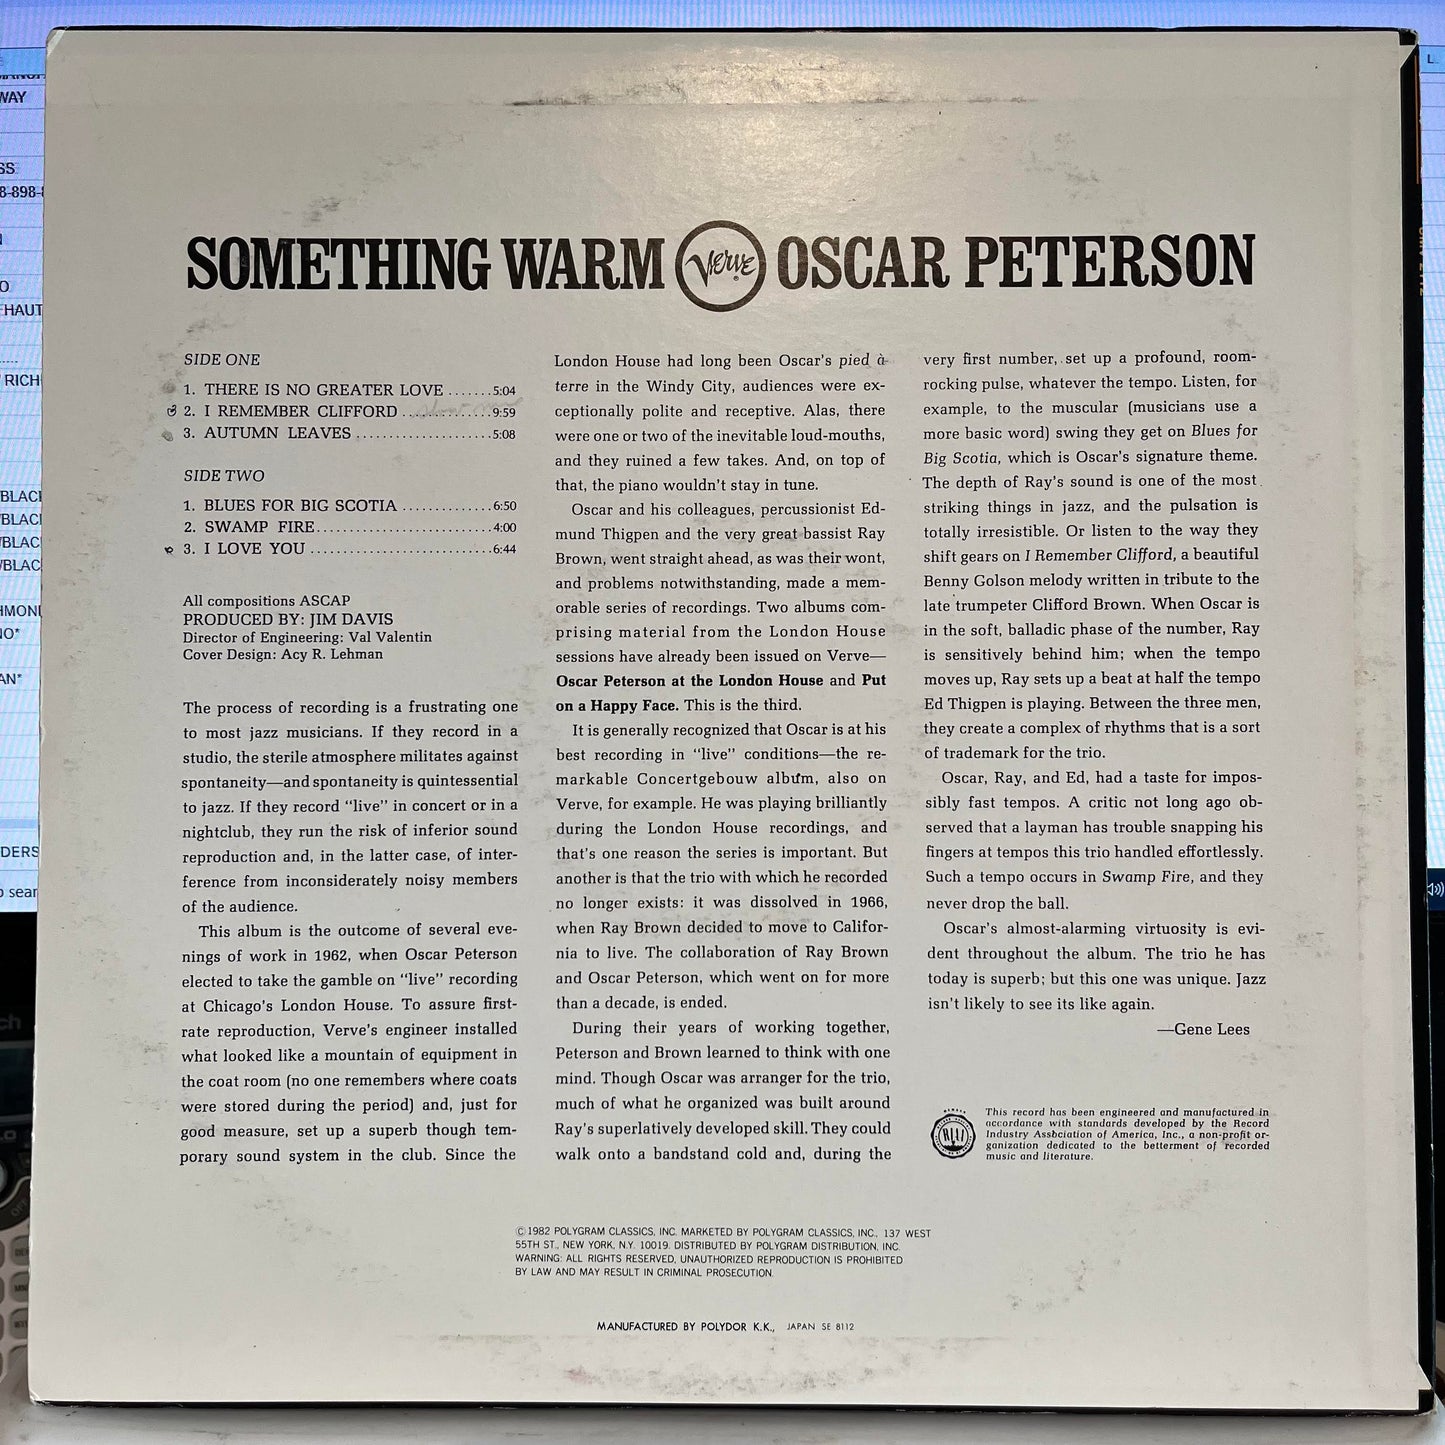 SOMETHING WARM Verve OSCAR PETERSON
SIDE ONE
1. THERE IS NO GREATER LOVE .......5:04
2. I REMEMBER CLIFFORD ..............9:59
3. AUTUMN LEAVES .....................5:08
SIDE TWO
1. BLUES FOR BIG SCOTIA ..............6:50
2. SWAMP FIRE...........................4:00
3. I LOVE YOU ............................6:44
All compositions ASCAP
PRODUCED BY: JIM DAVIS
Director of Engineering: Val Valentin
Cover Design: Acy R. Lehman
The process of recording is a frustrating one
to most jazz musicians. If they record in a
studio, the sterile atmosphere militates against
spontaneity—and spontaneity is quintessential
to jazz. If they record "live" in concert or in a
nightclub, they run the risk of inferior sound
reproduction and, in the latter case, of inter-
ference from inconsiderately noisy members
of the audience.
This album is the outcome of several eve-
nings of work in 1962, when Oscar Peterson
elected to take the gamble on "live" recording
at Chicago's London House. To assure first-
rate reproduction, Verve's engineer installed
what looked like a mountain of equipment in
the coat room (no one remembers where coats
were stored during the period) and, just for
good measure, set up a superb though tem-
porary sound system in the club. Since the
London House had long been Oscar's pied à
terre in the Windy City, audiences were ex-
ceptionally polite and receptive. Alas, there
were one or two of the inevitable loud-mouths,
and they ruined a few takes. And, on top of
that, the piano wouldn't stay in tune.
Oscar and his colleagues, percussionist Ed-
mund Thigpen and the very great bassist Ray
Brown, went straight ahead, as was their wont,
and problems notwithstanding, made a mem-
orable series of recordings. Two albums com-
prising material from the London House
sessions have already been issued on Verve—
Oscar Peterson at the London House and Put
on a Happy Face. This is the third.
It is generally recognized that Oscar is at his
best recording in "live" conditions—the re-
markable Concertgebouw album, also on
Verve, for example. He was playing brilliantly
during the London House recordings, and
that's one reason the series is important. But
another is that the trio with which he recorded
no longer exists: it was dissolved in 1966,
when Ray Brown decided to move to Califor-
nia to live. The collaboration of Ray Brown
and Oscar Peterson, which went on for more
than a decade, is ended.
During their years of working together,
Peterson and Brown learned to think with one
mind. Though Oscar was arranger for the trio,
much of what he organized was built around
Ray's superlatively developed skill. They could
walk onto a bandstand cold and, during the
very first number, set up a profound, room-
rocking pulse, whatever the tempo. Listen, for
example, to the muscular (musicians use a
more basic word) swing they get on Blues for
Big Scotia, which is Oscar's signature theme.
The depth of Ray's sound is one of the most
striking things in jazz, and the pulsation is
totally irresistible. Or listen to the way they
shift gears on I Remember Clifford, a beautiful
Benny Golson melody written in tribute to the
late trumpeter Clifford Brown. When Oscar is
in the soft, balladic phase of the number, Ray
is sensitively behind him; when the tempo
moves up, Ray sets up a beat at half the tempo
Ed Thigpen is playing. Between the three men,
they create a complex of rhythms that is a sort
of trademark for the trio.
Oscar, Ray, and Ed, had a taste for impos-
sibly fast tempos. A critic not long ago ob-
served that a layman has trouble snapping his
fingers at tempos this trio handled effortlessly.
Such a tempo occurs in Swamp Fire, and they
never drop the ball.
Oscar's almost-alarming virtuosity is evi-
dent throughout the album. The trio he has
today is superb; but this one was unique. Jazz
isn't likely to see its like again.
—Gene Lees
This record has been engineered and manufactured in
accordance with standards developed by the Record
Industry Assbciation of America, Inc., a non-profit or-
ganization dedicated to the betterment of recorded
music and literature.
© 1982 POLYGRAM CLASSICS, INC. MARKETED BY POLYGRAM CLASSICS, INC., 137 WEST
55TH ST., NEW YORK, N.Y. 10019. DISTRIBUTED BY POLYGRAM DISTRIBUTION, INC.
WARNING: ALL RIGHTS RESERVED, UNAUTHORIZED REPRODUCTION IS PROHIBITED
BY LAW AND MAY RESULT IN CRIMINAL PROSECUTION.
MANUFACTURED BY POLYDOR K.K., JAPAN SE 8112